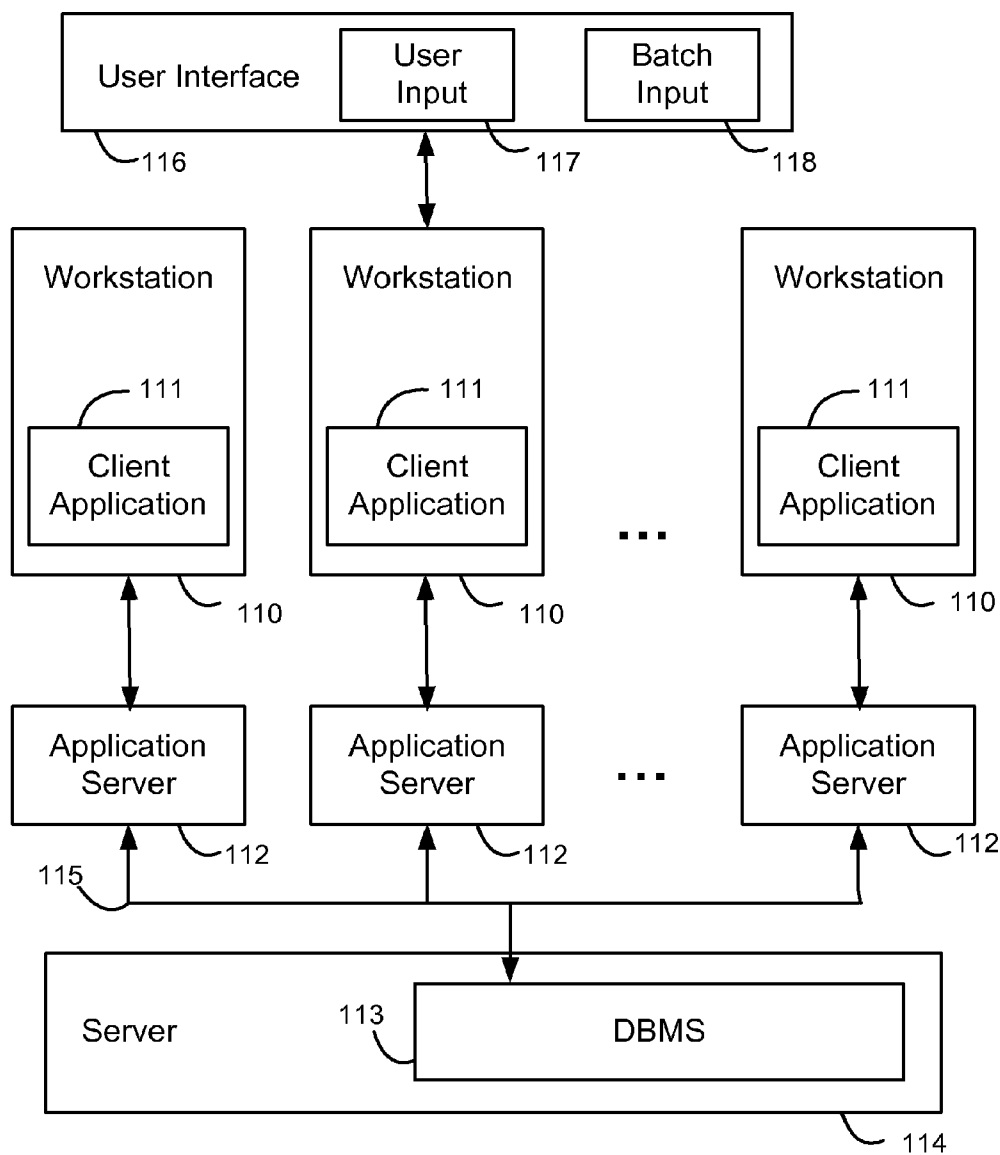 User Interface
User
Input
Batch
Input
116
117
118
Workstation
Workstation
Workstation
111
111
111
Client
Application
Client
Application
Client
Application
...
110
110
110
Application
Server
Application
Server
...
Application
Server
112
112
112
115
113
Server
DBMS
114